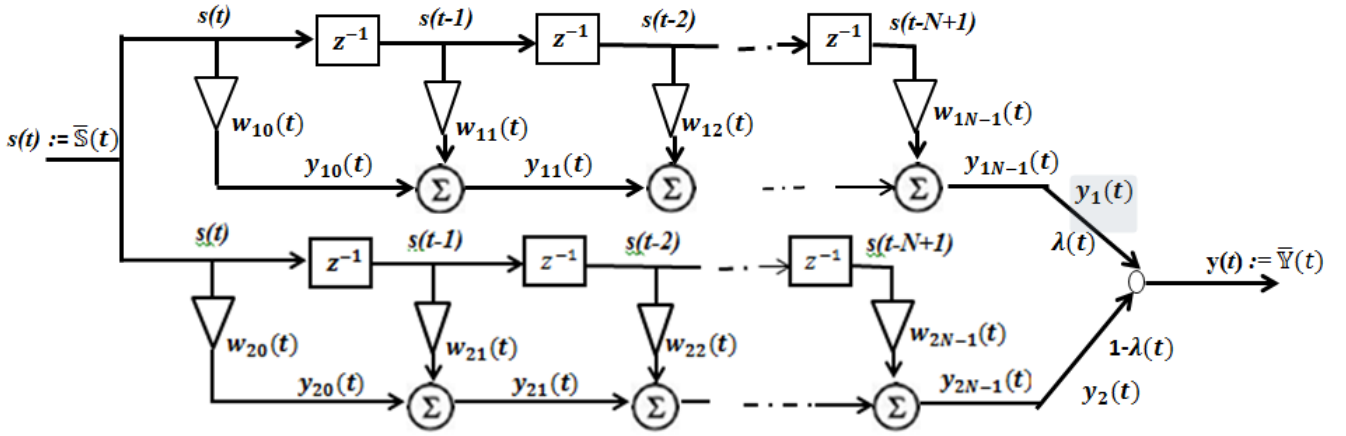 s(t) s(t-1) s(t-2) s(t-N+1)
z⁻¹ z⁻¹ z⁻¹
w₁₀(t) w₁₁(t) w₁₂(t) w₁N₋₁(t)
s(t) := 𝕊̅(t)
y₁₀(t) y₁₁(t) y₁N₋₁(t)
Σ Σ Σ
y₁(t)
λ(t)
s(t) s(t-1) s(t-2) s(t-N+1)
z⁻¹ z⁻¹ z⁻¹
y(t) := 𝕐̅(t)
w₂₀(t) w₂₁(t) w₂₂(t) w₂N₋₁(t)
1-λ(t)
y₂₀(t) y₂₁(t) y₂N₋₁(t)
y₂(t)
Σ Σ Σ